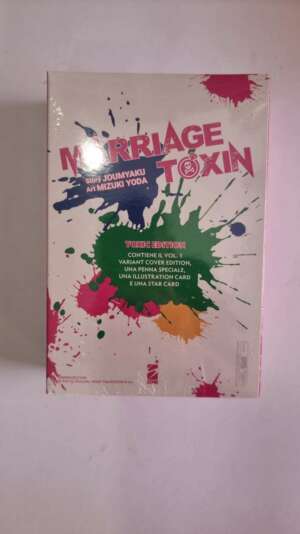 MARRIAGE
TOXIN
Story JOUMYAKU
Art MIZUKI YODA
TOXIC EDITION
CONTIENE IL VOL. 1
VARIANT COVER EDITION,
UNA PENNA SPECIALE,
UNA ILLUSTRATION CARD
E UNA STAR CARD